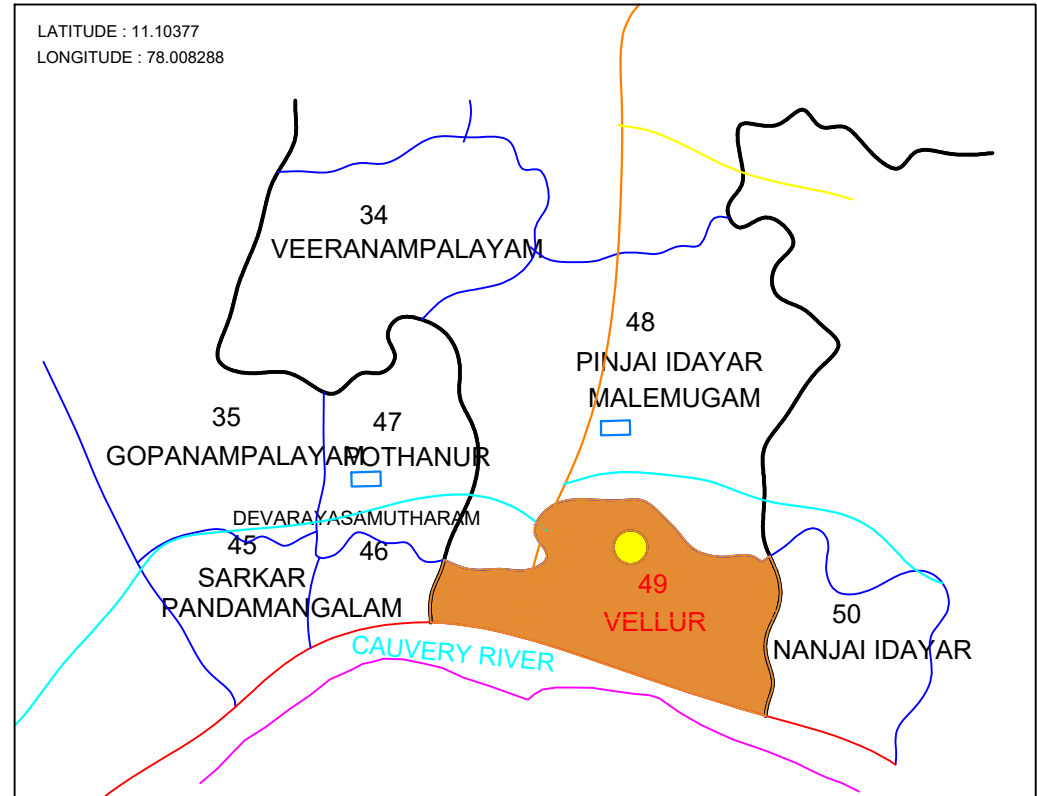 LATITUDE : 11.10377
LONGITUDE : 78.008288
34
VEERANAMPALAYAM
48
PINJAI IDAYAR
MALEMUGAM
35
GOPANAMPALAYAM
47
POTHANUR
DEVARAYASAMUTHARAM
45
SARKAR
PANDAMANGALAM
46
49
VELLUR
50
NANJAI IDAYAR
CAUVERY RIVER